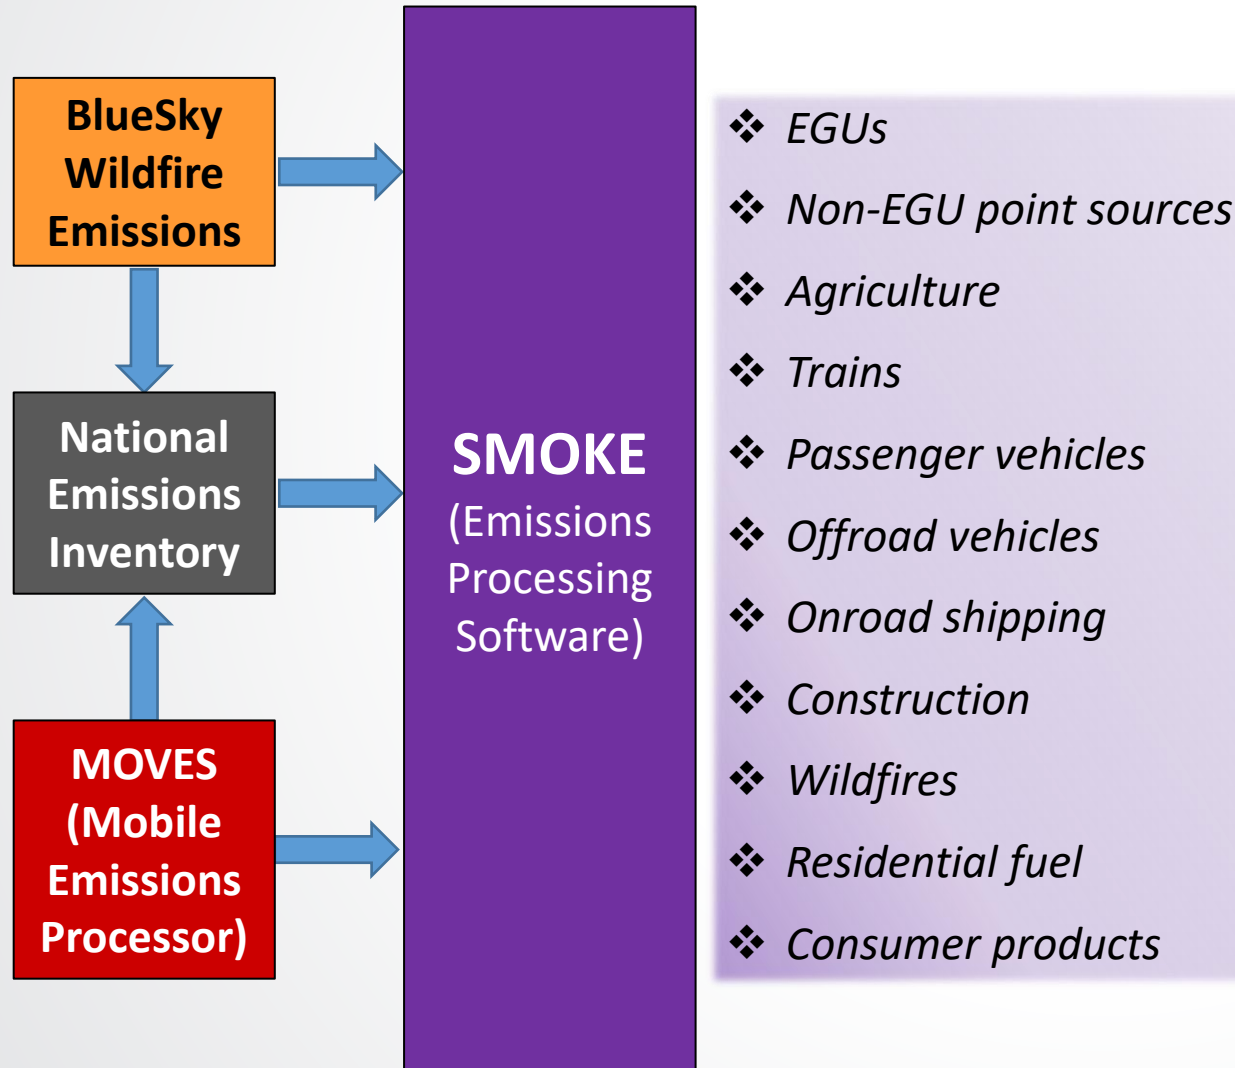 BlueSky
Wildfire
Emissions
National
Emissions
Inventory
MOVES
(Mobile
Emissions
Processor)
SMOKE
(Emissions
Processing
Software)
❖ EGUs
❖ Non-EGU point sources
❖ Agriculture
❖ Trains
❖ Passenger vehicles
❖ Offroad vehicles
❖ Onroad shipping
❖ Construction
❖ Wildfires
❖ Residential fuel
❖ Consumer products